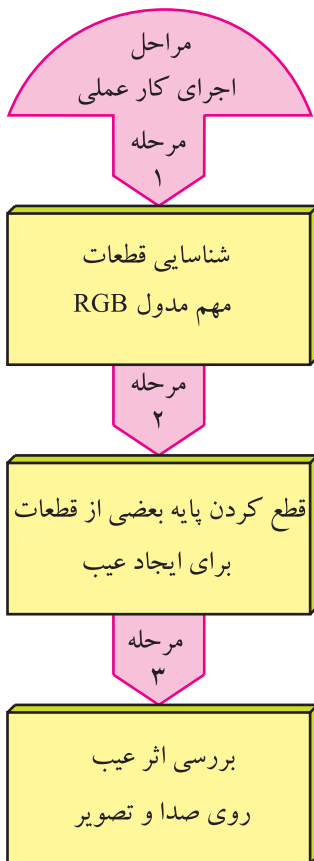 مراحل
اجرای کار عملی
مرحله
۱
شناسایی قطعات
مهم مدول RGB
مرحله
۲
قطع کردن پایه بعضی از قطعات
برای ایجاد عیب
مرحله
۳
بررسی اثر عیب
روی صدا و تصویر